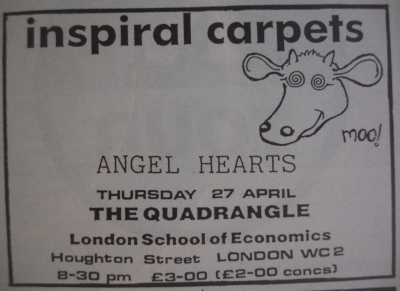 inspiral carpets
moo!
ANGEL HEARTS
THURSDAY 27 APRIL
THE QUADRANGLE
London School of Economics
Houghton Street LONDON WC2
8-30 pm £3-00 (£2-00 concs)